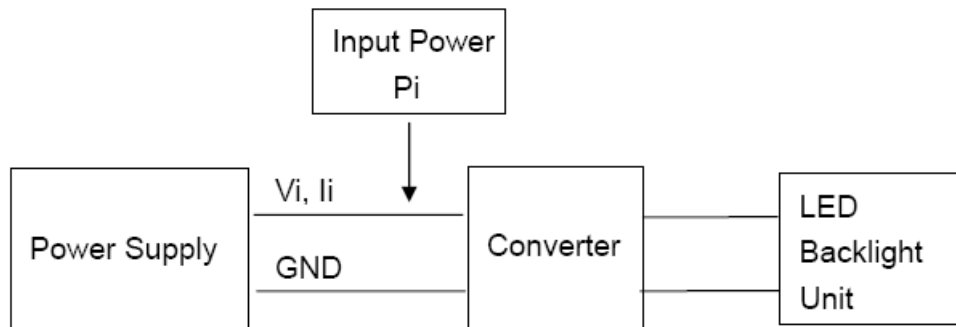 Input Power
Pi
Vi, Ii
Power Supply
GND
Converter
LED
Backlight
Unit